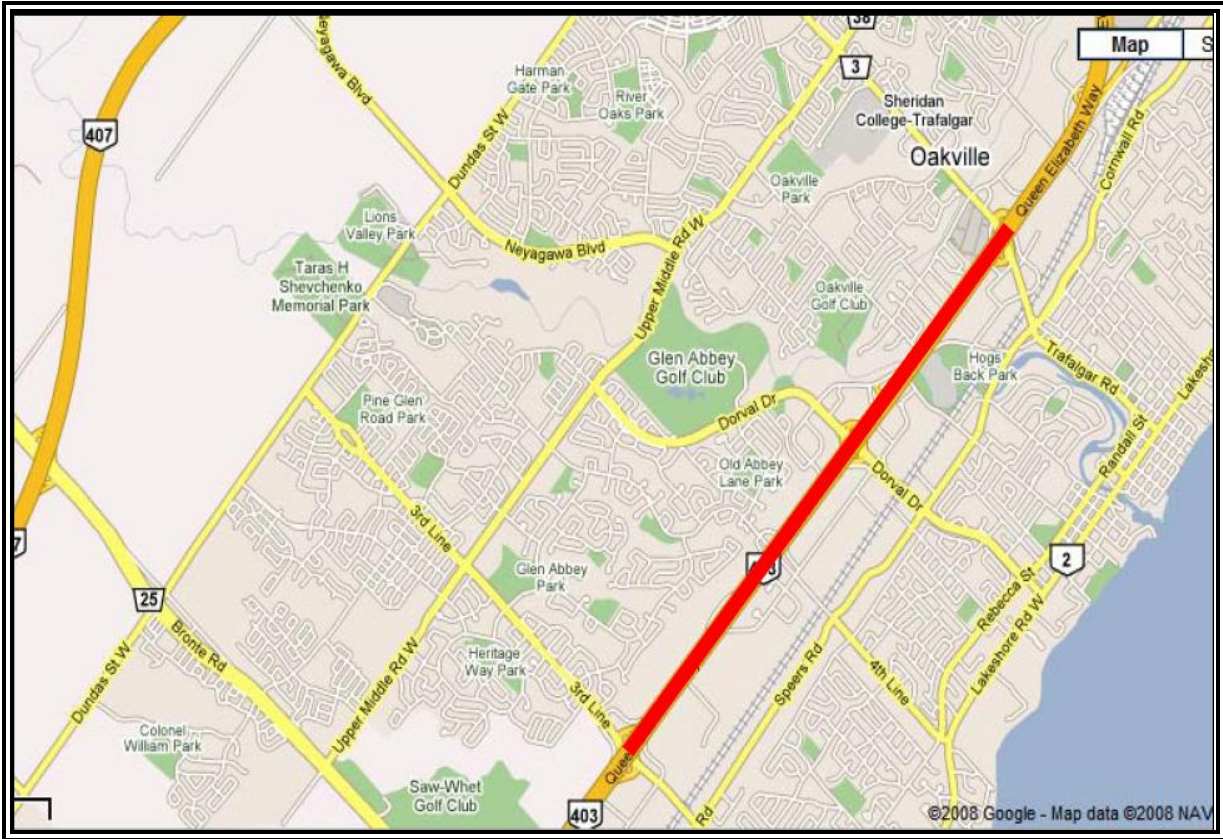 38
Map
S
E
3
Harman
Gate Park
River
Oaks Park
Neyagawa Blvd
Sheridan
College-Trafalgar
Oakville
Cornwall Rd
407
Dundas St W
Queen Elizabeth Way
Oakville
Park
Lions
Valley Park
Neyagawa Blvd
Upper Middle Rd W
Taras H
Shevchenko
Memorial Park
Oakville
Golf Club
Glen Abbey
Golf Club
Hogs
Back Park
Trafalgar Rd
Lakesho
Pine Glen
Road Park
Dorval Dr
Randall St
Old Abbey
Lane Park
Dorval Dr
3rd Line
7
2
Glen Abbey
Park
Rebecca St
25
Bronte Rd
Lakeshore Rd W
Heritage
Way Park
Speers Rd
4th Line
3rd Line
Dundas St W
Upper Middle Rd W
Colonel
William Park
Quee
Saw-Whet
Golf Club
403
Rd
©2008 Google - Map data ©2008 NAV